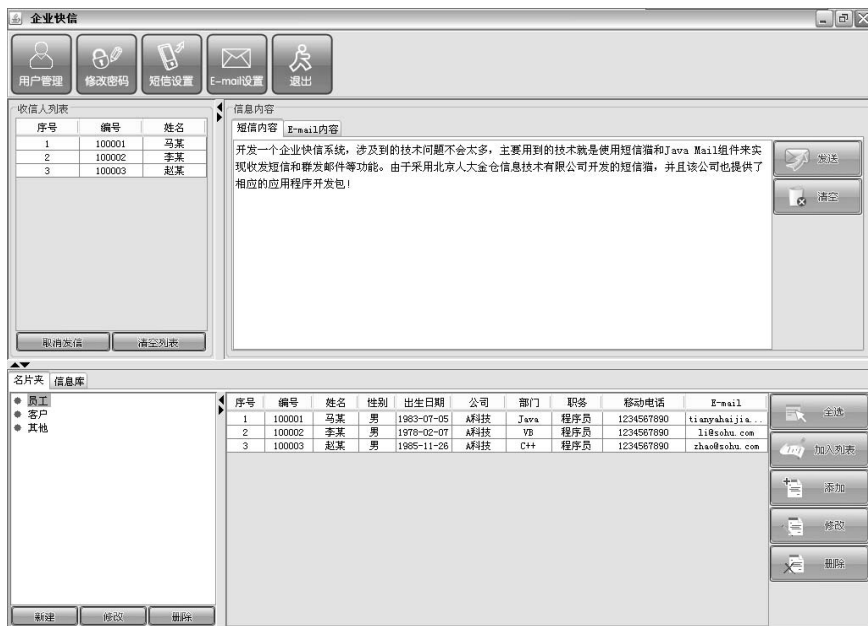 企业快信
用户管理 修改密码 短信设置 E-mail设置 退出
收信人列表
序号 编号 姓名
1 100001 马某
2 100002 李某
3 100003 赵某
取消发信 清空列表
信息内容
短信内容 E-mail内容
开发一个企业快信系统，涉及到的技术问题不会太多，主要用到的技术就是使用短信猫和Java Mail组件来实
现收发短信和群发邮件等功能。由于采用北京人大金仓信息技术有限公司开发的短信猫，并且该公司也提供了
相应的应用程序开发包！
发送
清空
名片夹 信息库
员工
客户
其他
新建 修改 删除
序号 编号 姓名 性别 出生日期 公司 部门 职务 移动电话 E-mail
1 100001 马某 男 1983-07-05 A科技 Java 程序员 1234567890 tianyahaijia...
2 100002 李某 男 1978-02-07 A科技 VB 程序员 1234567890 li@sohu.com
3 100003 赵某 男 1985-11-26 A科技 C++ 程序员 1234567890 zhao@sohu.com
全选
加入列表
添加
修改
删除